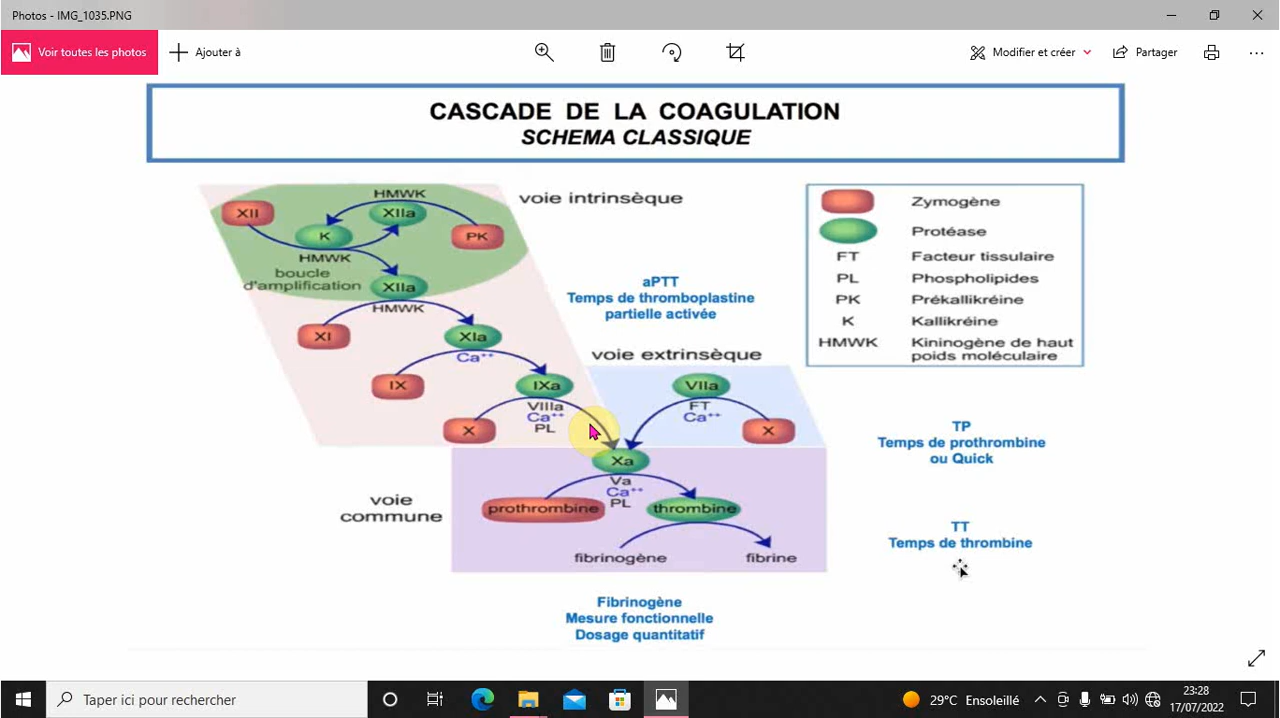 Photos - IMG_1035.PNG
Voir toutes les photos
Ajouter à
Modifier et créer
Partager
CASCADE DE LA COAGULATION
SCHEMA CLASSIQUE
voie intrinsèque
HMWK
XII
XIIa
K
PK
HMWK
boucle
d'amplification
XIIa
HMWK
XI
XIa
Ca⁺⁺
IX
IXa
VIIIa
Ca⁺⁺
PL
X
aPTT
Temps de thromboplastine
partielle activée
voie extrinsèque
VIIa
FT
Ca⁺⁺
X
Xa
Va
Ca⁺⁺
PL
voie
commune
prothrombine
thrombine
fibrinogène
fibrine
Zymogène
Protéase
FT Facteur tissulaire
PL Phospholipides
PK Prékallikréine
K Kallikréine
HMWK Kininogène de haut
poids moléculaire
TP
Temps de prothrombine
ou Quick
TT
Temps de thrombine
Fibrinogène
Mesure fonctionnelle
Dosage quantitatif
Taper ici pour rechercher
29°C Ensoleillé
23:28
17/07/2022